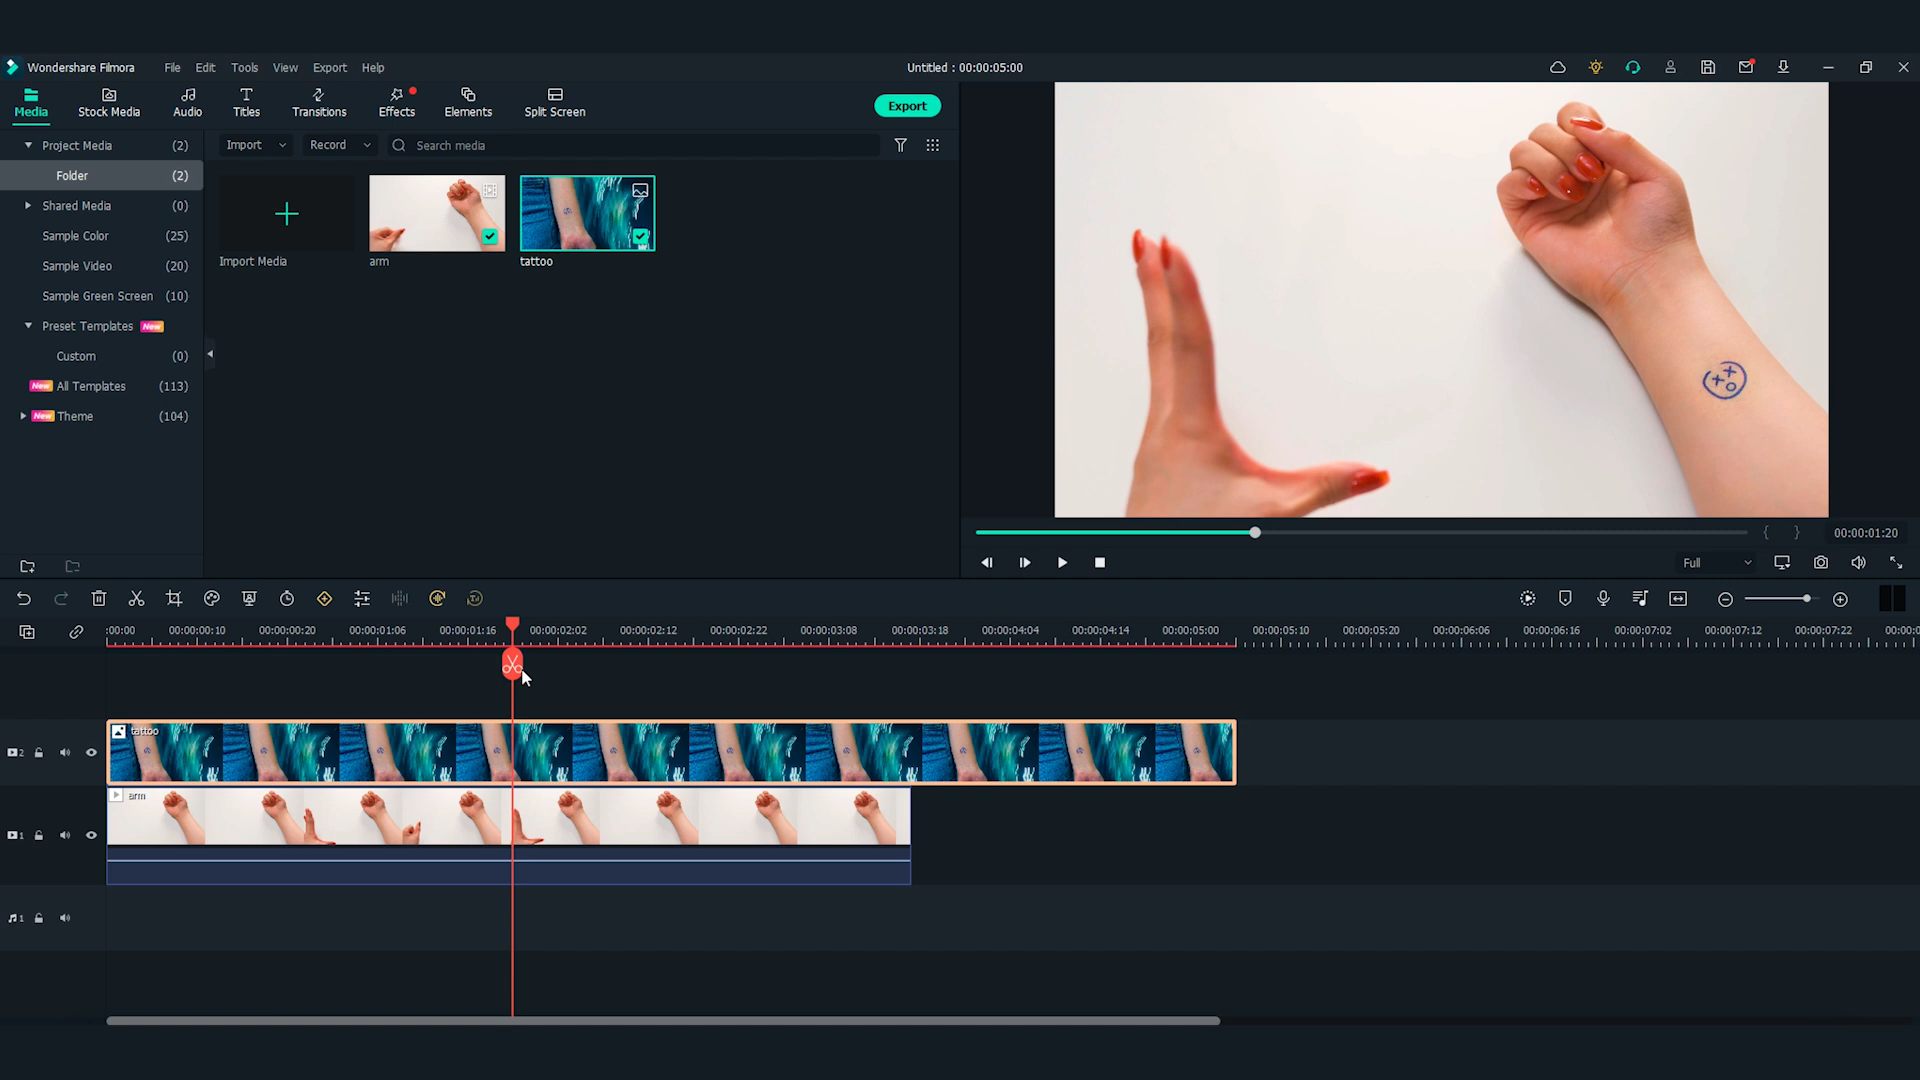 Wondershare Filmora File Edit Tools View Export Help Untitled : 00:00:05:00
Media Stock Media Audio Titles Transitions Effects Elements Split Screen Export
Project Media (2) Import Record Search media
Folder (2)
Shared Media (0)
Sample Color (25)
Sample Video (20)
Import Media arm tattoo
Sample Green Screen (10)
Preset Templates New
Custom (0)
New All Templates (113)
New Theme (104)
{ } 00:00:01:20
Full
:00:00 00:00:00:10 00:00:00:20 00:00:01:06 00:00:01:16 00:00:02:02 00:00:02:12 00:00:02:22 00:00:03:08 00:00:03:18 00:00:04:04 00:00:04:14 00:00:05:00 00:00:05:10 00:00:05:20 00:00:06:06 00:00:06:16 00:00:07:02 00:00:07:12 00:00:07:22 00:00:0
2 tattoo
arm
1
1